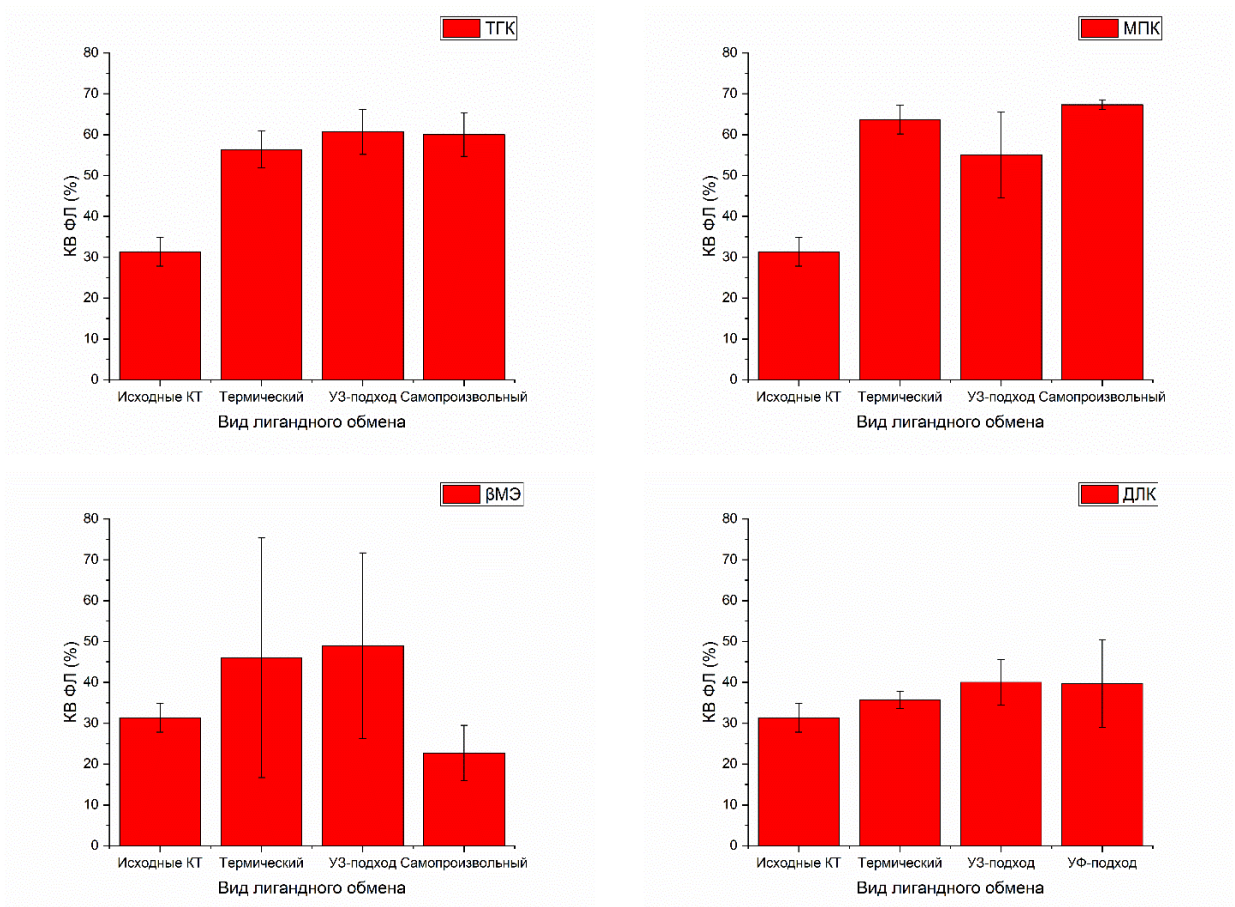 ТГК
80
70
60
50
40
30
20
10
0
КВ ФЛ (%)
Исходные КТ Термический УЗ-подход Самопроизвольный
Вид лигандного обмена
МПК
80
70
60
50
40
30
20
10
0
КВ ФЛ (%)
Исходные КТ Термический УЗ-подход Самопроизвольный
Вид лигандного обмена
βМЭ
80
70
60
50
40
30
20
10
0
КВ ФЛ (%)
Исходные КТ Термический УЗ-подход Самопроизвольный
Вид лигандного обмена
ДЛК
80
70
60
50
40
30
20
10
0
КВ ФЛ (%)
Исходные КТ Термический УЗ-подход УФ-подход
Вид лигандного обмена